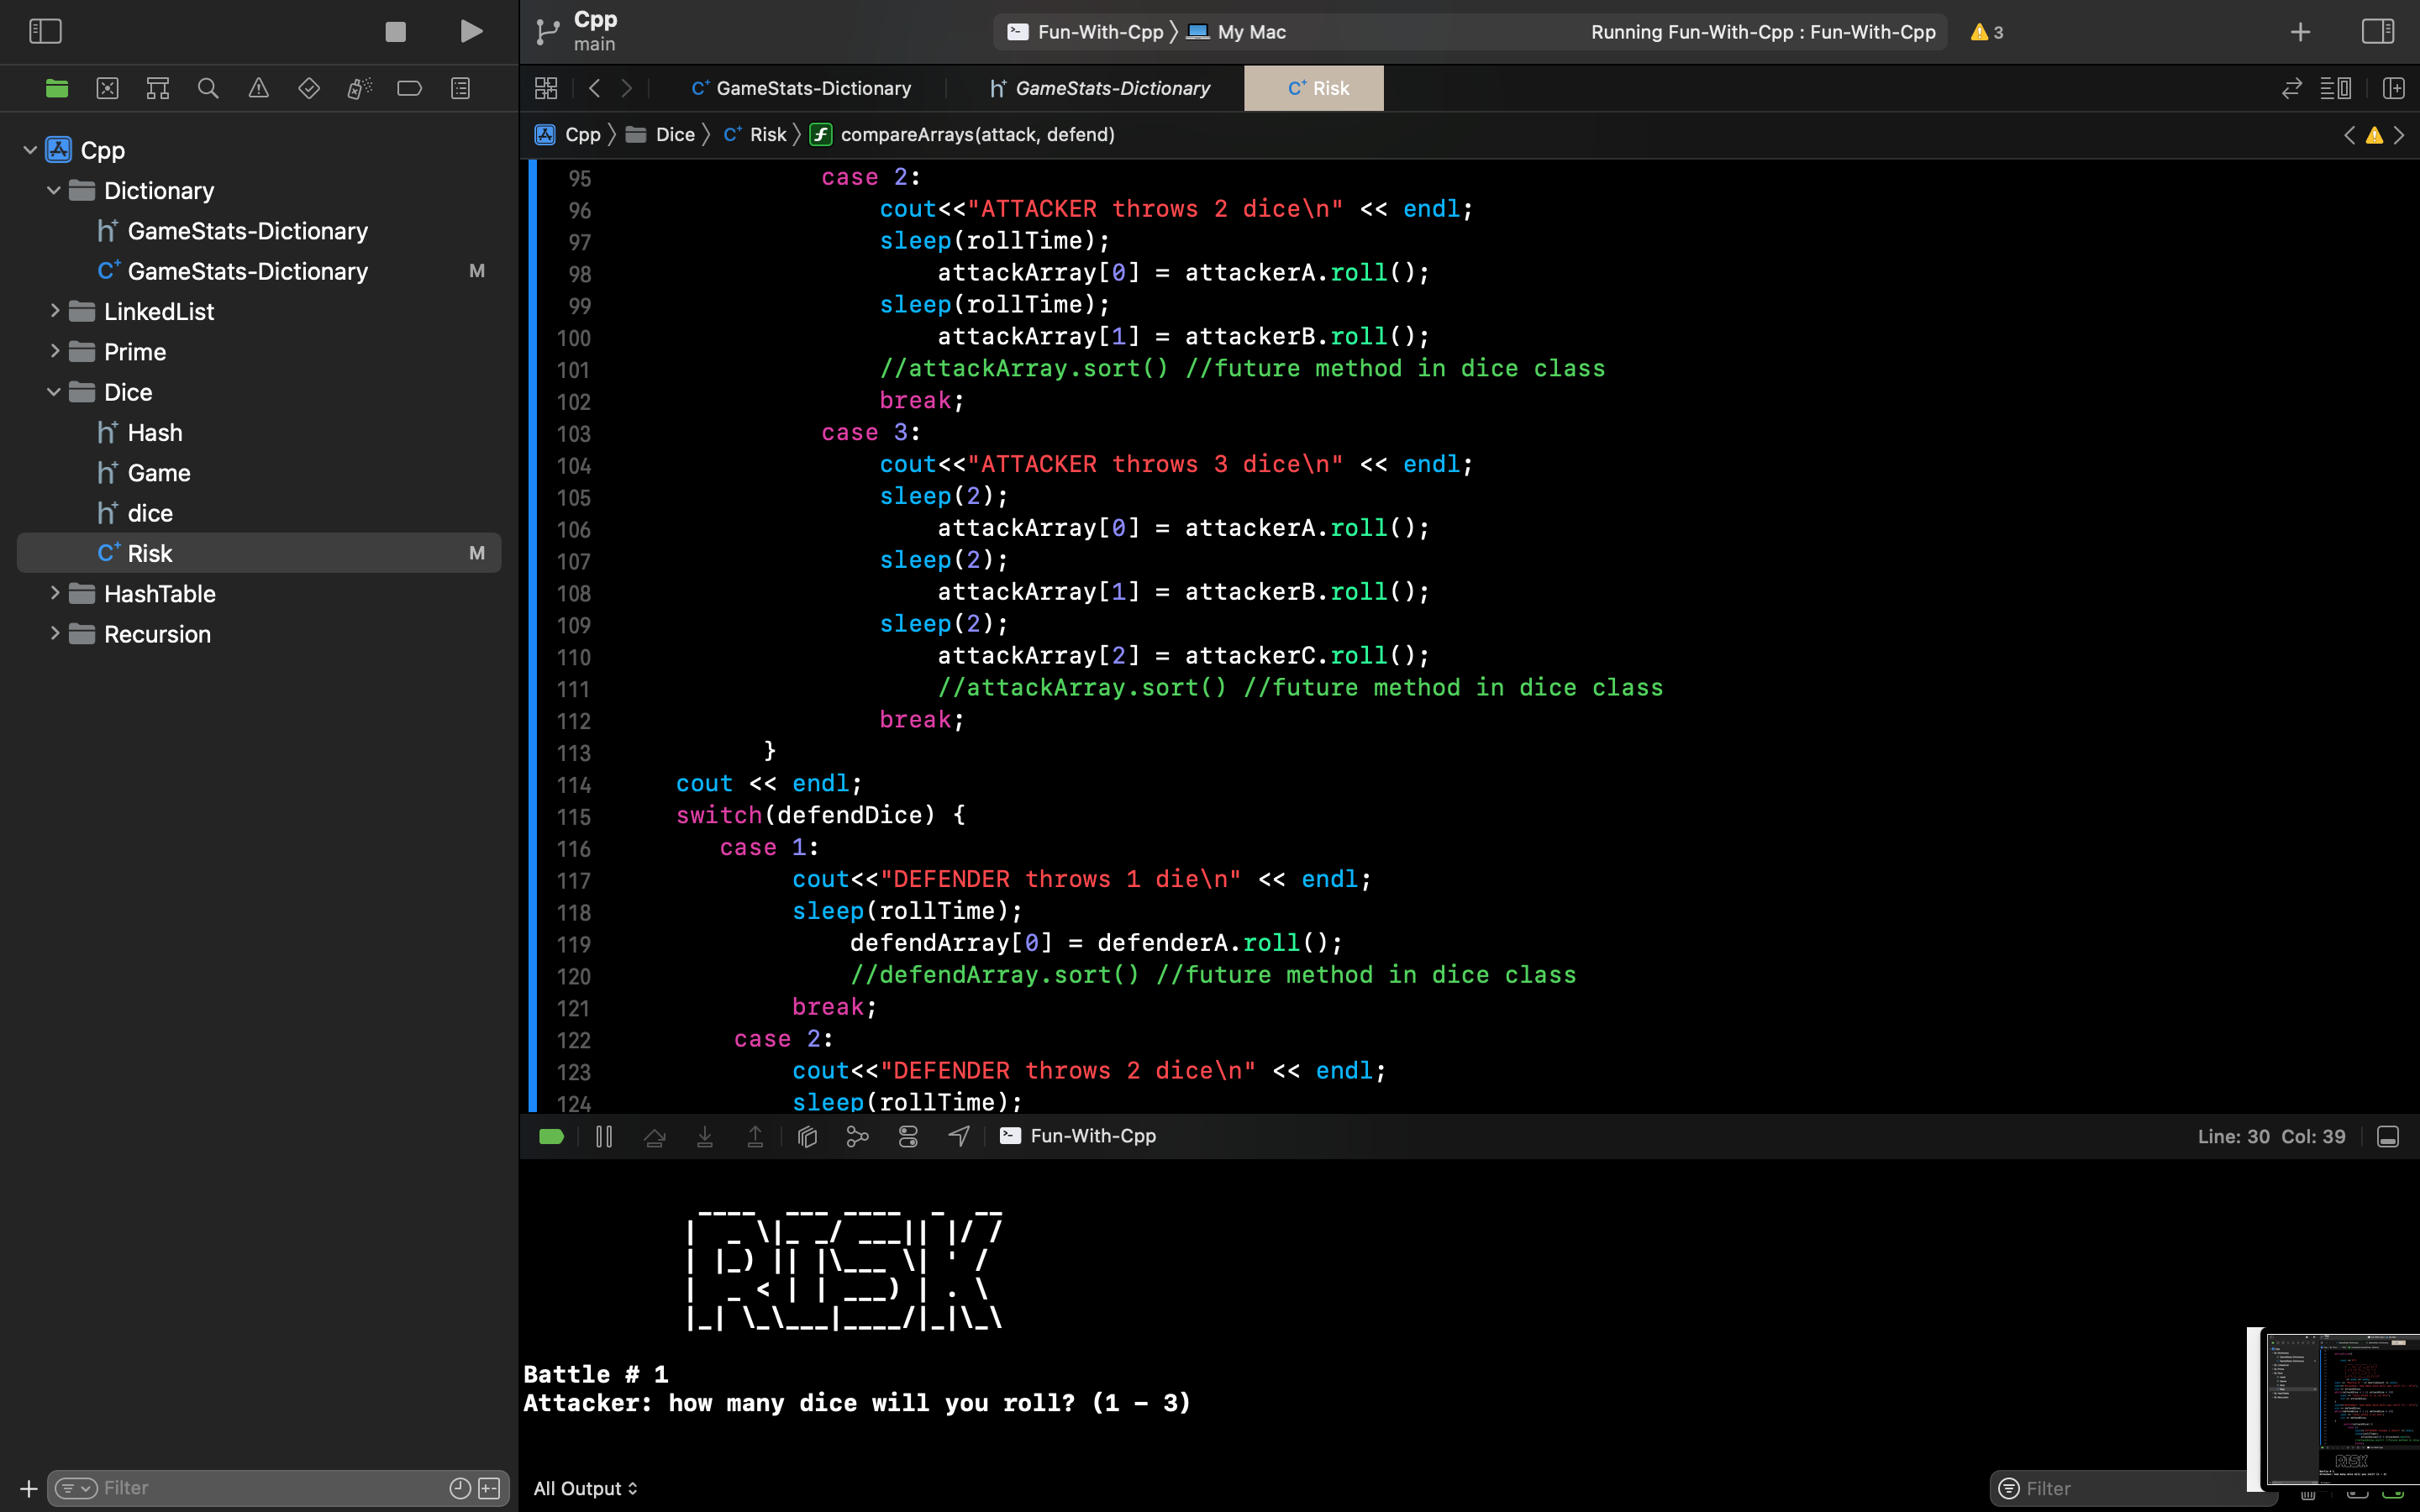 Cpp
main
Fun-With-Cpp 〉 My Mac
Running Fun-With-Cpp : Fun-With-Cpp
3
GameStats-Dictionary
GameStats-Dictionary
Risk
Cpp 〉 Dice 〉 Risk 〉 compareArrays(attack, defend)
Cpp
Dictionary
GameStats-Dictionary
GameStats-Dictionary M
LinkedList
Prime
Dice
Hash
Game
dice
Risk M
HashTable
Recursion
Filter
95 case 2:
96 cout<<"ATTACKER throws 2 dice\n" << endl;
97 sleep(rollTime);
98 attackArray[0] = attackerA.roll();
99 sleep(rollTime);
100 attackArray[1] = attackerB.roll();
101 //attackArray.sort() //future method in dice class
102 break;
103 case 3:
104 cout<<"ATTACKER throws 3 dice\n" << endl;
105 sleep(2);
106 attackArray[0] = attackerA.roll();
107 sleep(2);
108 attackArray[1] = attackerB.roll();
109 sleep(2);
110 attackArray[2] = attackerC.roll();
111 //attackArray.sort() //future method in dice class
112 break;
113 }
114 cout << endl;
115 switch(defendDice) {
116 case 1:
117 cout<<"DEFENDER throws 1 die\n" << endl;
118 sleep(rollTime);
119 defendArray[0] = defenderA.roll();
120 //defendArray.sort() //future method in dice class
121 break;
122 case 2:
123 cout<<"DEFENDER throws 2 dice\n" << endl;
124 sleep(rollTime);
Fun-With-Cpp
Line: 30 Col: 39
RISK
Battle # 1
Attacker: how many dice will you roll? (1 - 3)
All Output
Filter